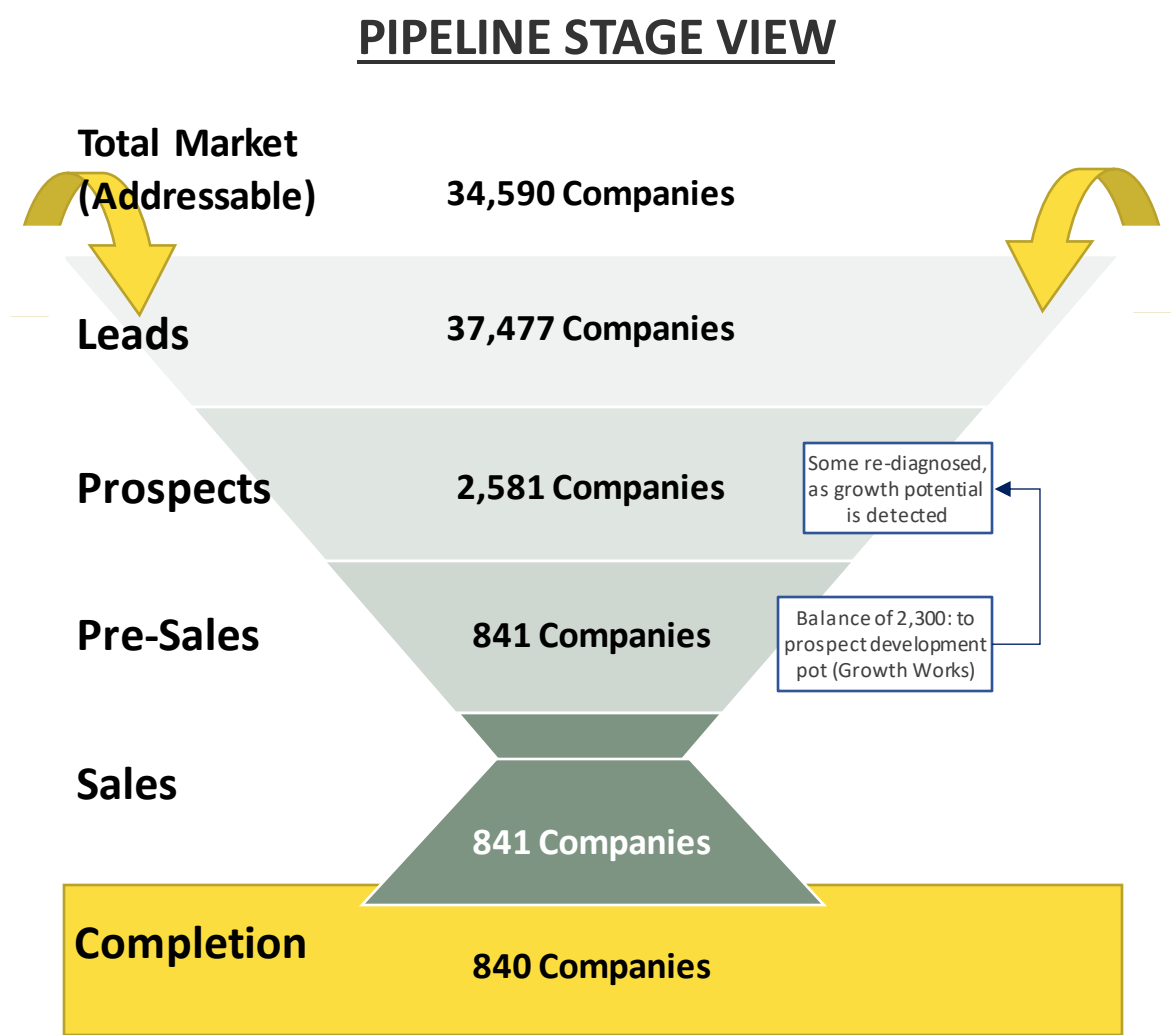 PIPELINE STAGE VIEW
Total Market
(Addressable)
34,590 Companies
Leads
37,477 Companies
Prospects
2,581 Companies
Some re-diagnosed,
as growth potential
is detected
Pre-Sales
841 Companies
Balance of 2,300: to
prospect development
pot (Growth Works)
Sales
841 Companies
Completion
840 Companies